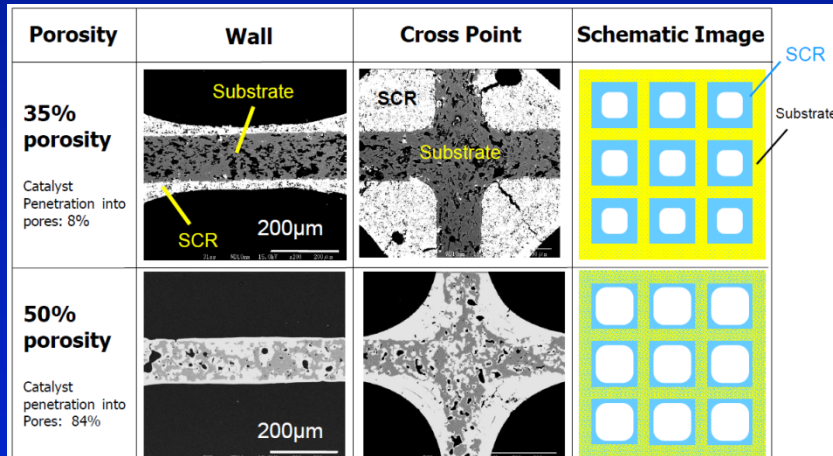 Porosity
Wall
Cross Point
Schematic Image
SCR
Substrate
35%
porosity
Catalyst
Penetration into
pores: 8%
Substrate
SCR
200μm
SCR
Substrate
50%
porosity
Catalyst
penetration into
Pores: 84%
200μm